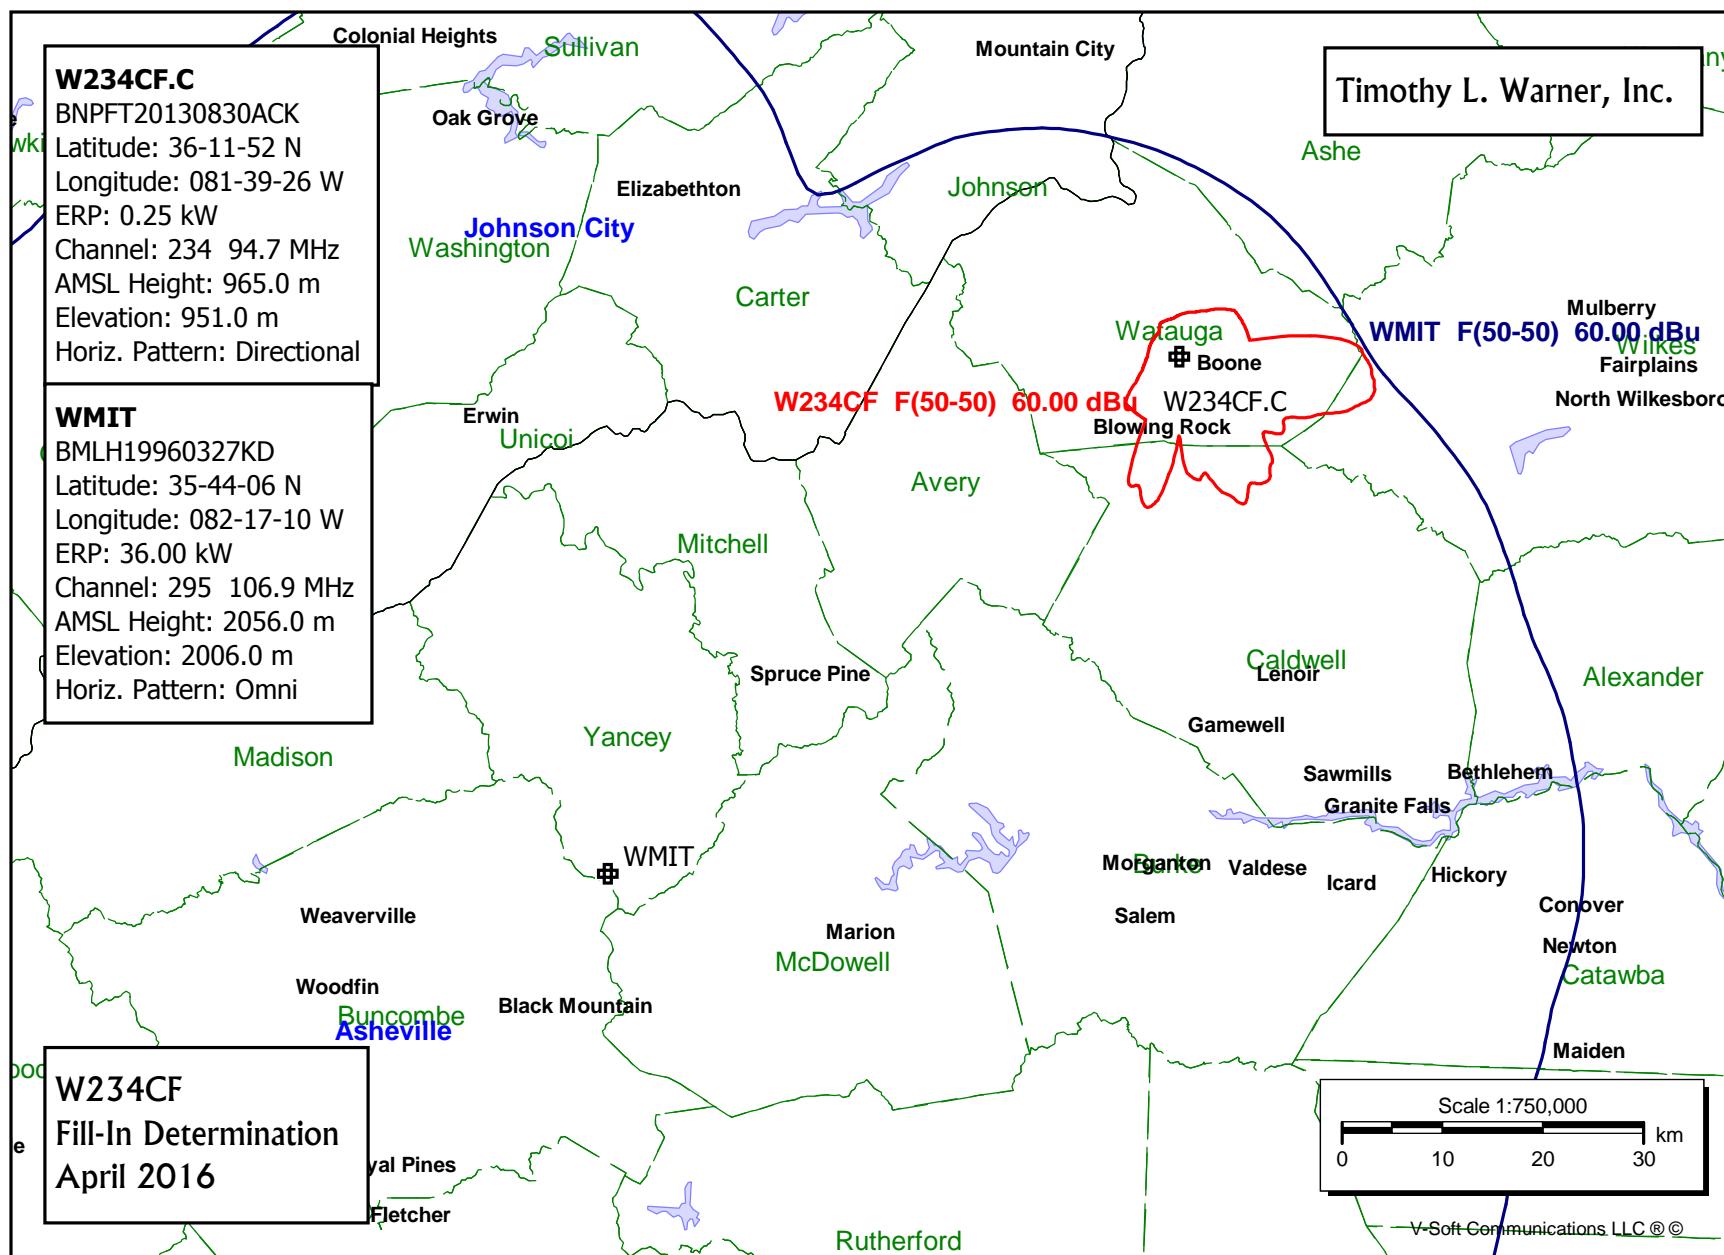 W234CF.C
BNPFT20130830ACK
Latitude: 36-11-52 N
Longitude: 081-39-26 W
ERP: 0.25 kW
Channel: 234 94.7 MHz
AMSL Height: 965.0 m
Elevation: 951.0 m
Horiz. Pattern: Directional
WMIT
BMLH19960327KD
Latitude: 35-44-06 N
Longitude: 082-17-10 W
ERP: 36.00 kW
Channel: 295 106.9 MHz
AMSL Height: 2056.0 m
Elevation: 2006.0 m
Horiz. Pattern: Omni
Timothy L. Warner, Inc.
Colonial Heights
Sullivan
Mountain City
Oak Grove
Ashe
Elizabethton
Johnson
Johnson City
Washington
Carter
Mulberry
Watauga
WMIT F(50-50) 60.00 dBu
Wilkes
Boone
Fairplains
W234CF F(50-50) 60.00 dBu
W234CF.C
North Wilkesboro
Erwin
Unicoi
Blowing Rock
Avery
Mitchell
Caldwell
Lenoir
Spruce Pine
Alexander
Gamewell
Yancey
Madison
Sawmills
Bethlehem
Granite Falls
WMIT
Morganton
Burke
Valdese
Icard
Hickory
Weaverville
Salem
Conover
Marion
Newton
McDowell
Catawba
Woodfin
Black Mountain
Buncombe
Asheville
Maiden
W234CF
Fill-In Determination
April 2016
yal Pines
Fletcher
Rutherford
Scale 1:750,000
km
0 10 20 30
V-Soft Communications LLC ® ©